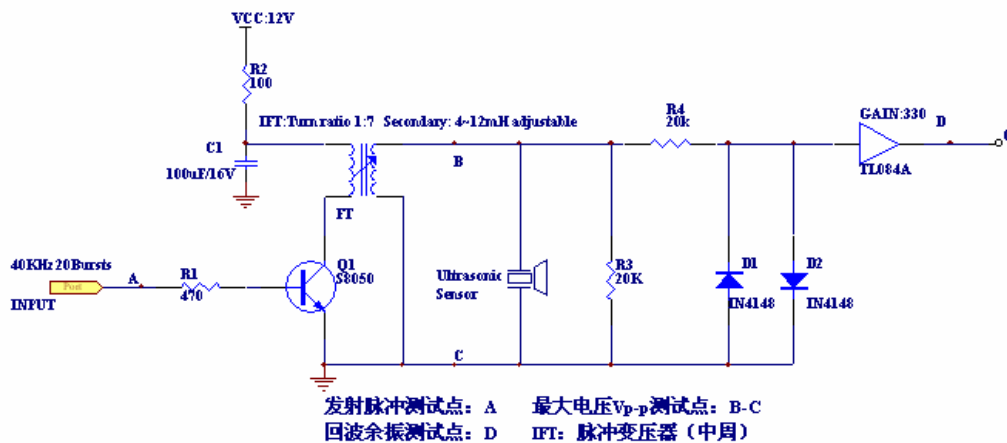 VCC:12V
R2
100
IFT:Turn ratio 1:7 Secondary: 4~12mH adjustable
R4
20k
GAIN:330
D
C1
100uF/16V
B
TL084A
FT
40KHz 20Bursts
A
R1
470
Port
INPUT
Q1
S8050
Ultrasonic
Sensor
R3
20K
D1
IN4148
D2
IN4148
C
发射脉冲测试点：A 最大电压Vp-p测试点：B-C
回波余振测试点：D IFT：脉冲变压器（中周）